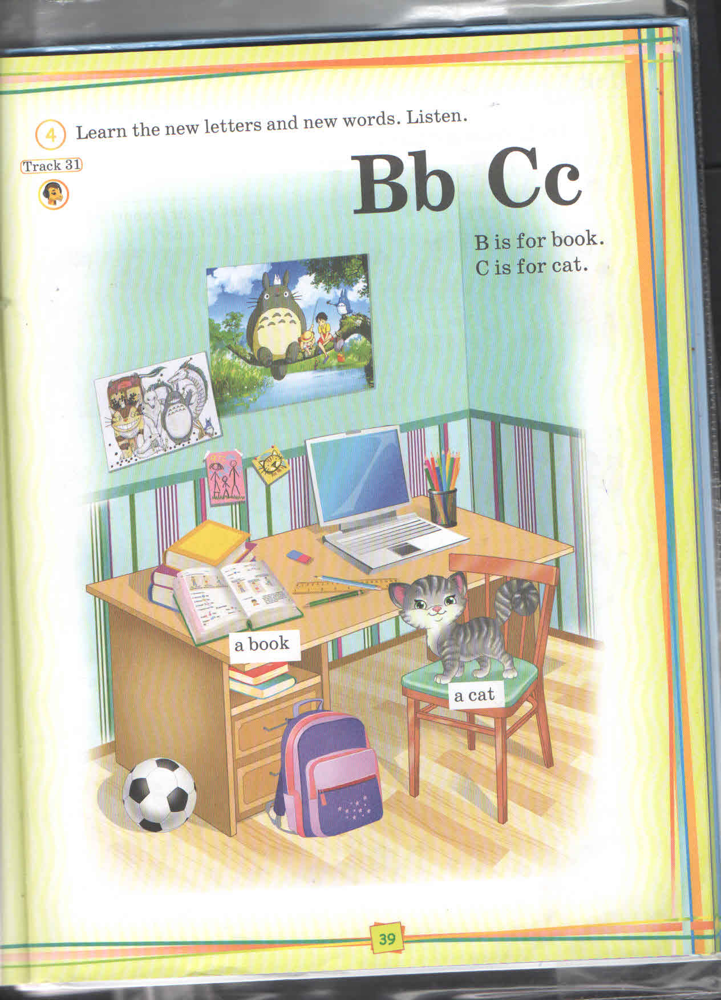 4 Learn the new letters and new words. Listen.
Track 31
Bb Cc
B is for book.
C is for cat.
a book
a cat
39